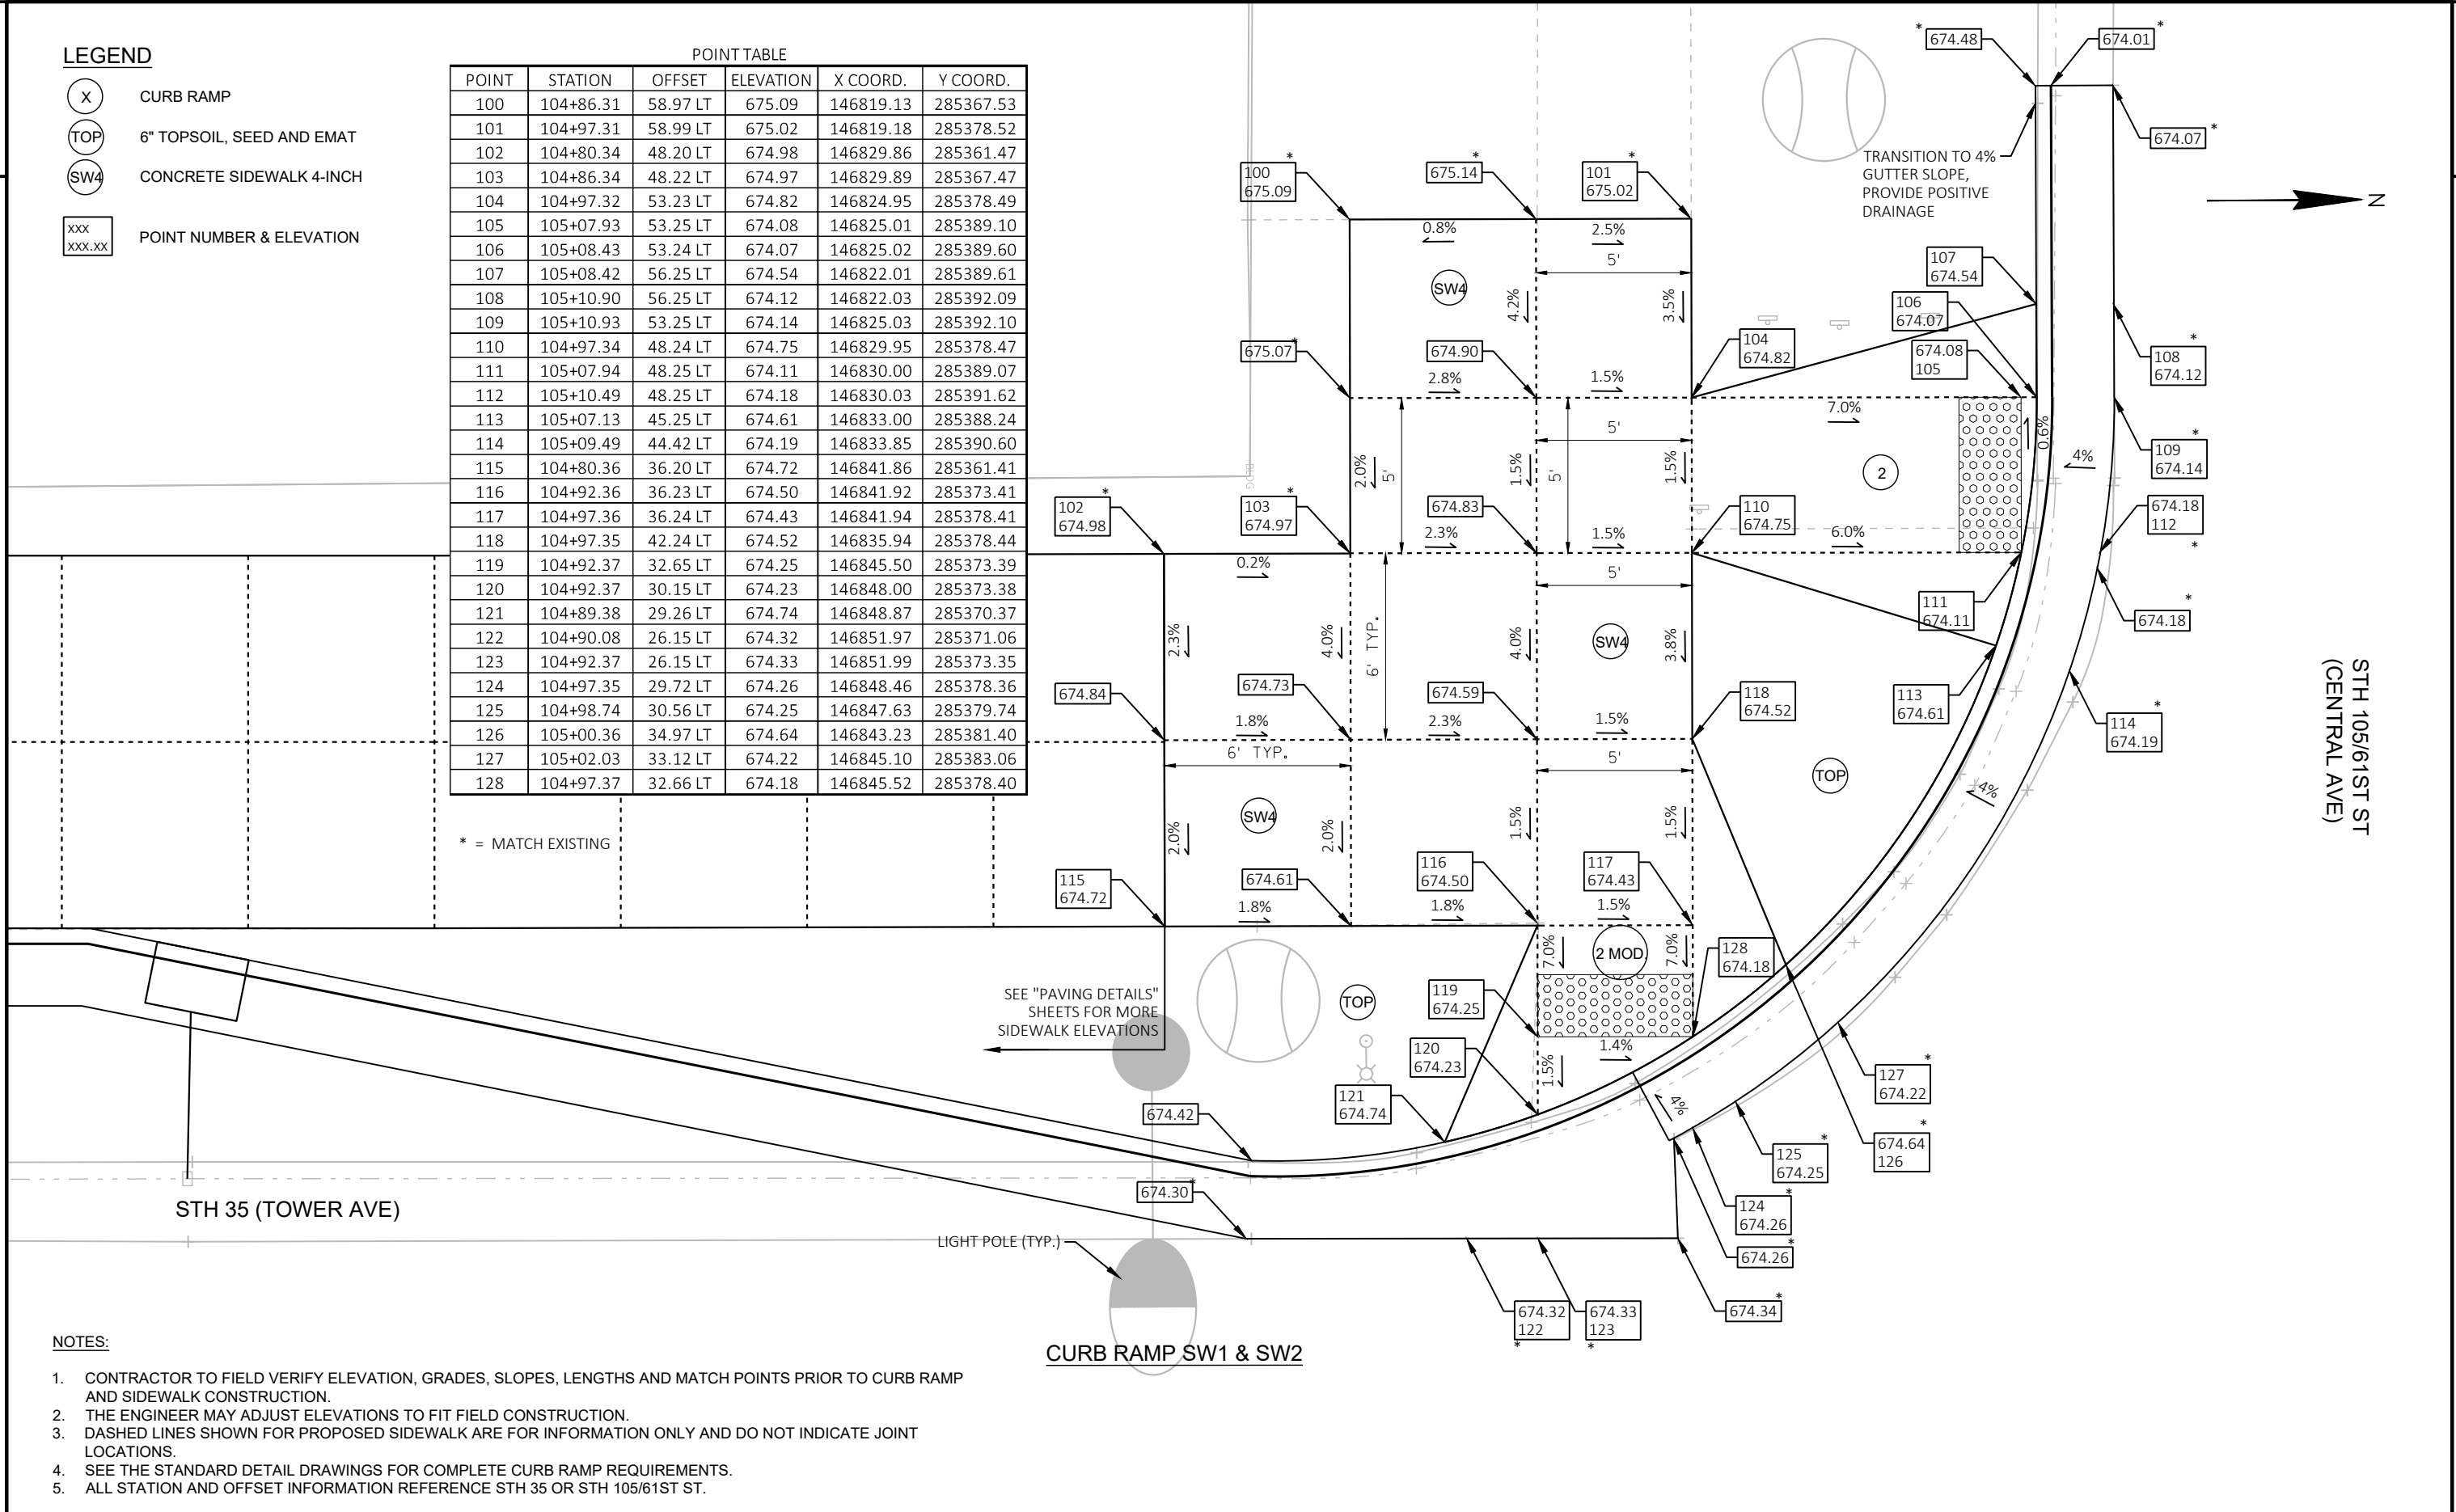 LEGEND
X CURB RAMP
TOP 6" TOPSOIL, SEED AND EMAT
SW4 CONCRETE SIDEWALK 4-INCH
xxx
xxx.xx
POINT NUMBER & ELEVATION
POINT TABLE
POINT STATION OFFSET ELEVATION X COORD. Y COORD.
100 104+86.31 58.97 LT 675.09 146819.13 285367.53
101 104+97.31 58.99 LT 675.02 146819.18 285378.52
102 104+80.34 48.20 LT 674.98 146829.86 285361.47
103 104+86.34 48.22 LT 674.97 146829.89 285367.47
104 104+97.32 53.23 LT 674.82 146824.95 285378.49
105 105+07.93 53.25 LT 674.08 146825.01 285389.10
106 105+08.43 53.24 LT 674.07 146825.02 285389.60
107 105+08.42 56.25 LT 674.54 146822.01 285389.61
108 105+10.90 56.25 LT 674.12 146822.03 285392.09
109 105+10.93 53.25 LT 674.14 146825.03 285392.10
110 104+97.34 48.24 LT 674.75 146829.95 285378.47
111 105+07.94 48.25 LT 674.11 146830.00 285389.07
112 105+10.49 48.25 LT 674.18 146830.03 285391.62
113 105+07.13 45.25 LT 674.61 146833.00 285388.24
114 105+09.49 44.42 LT 674.19 146833.85 285390.60
115 104+80.36 36.20 LT 674.72 146841.86 285361.41
116 104+92.36 36.23 LT 674.50 146841.92 285373.41
117 104+97.36 36.24 LT 674.43 146841.94 285378.41
118 104+97.35 42.24 LT 674.52 146835.94 285378.44
119 104+92.37 32.65 LT 674.25 146845.50 285373.39
120 104+92.37 30.15 LT 674.23 146848.00 285373.38
121 104+89.38 29.26 LT 674.74 146848.87 285370.37
122 104+90.08 26.15 LT 674.32 146851.97 285371.06
123 104+92.37 26.15 LT 674.33 146851.99 285373.35
124 104+97.35 29.72 LT 674.26 146848.46 285378.36
125 104+98.74 30.56 LT 674.25 146847.63 285379.74
126 105+00.36 34.97 LT 674.64 146843.23 285381.40
127 105+02.03 33.12 LT 674.22 146845.10 285383.06
128 104+97.37 32.66 LT 674.18 146845.52 285378.40
* = MATCH EXISTING
*
674.48
*
674.01
*
674.07
TRANSITION TO 4%
GUTTER SLOPE,
PROVIDE POSITIVE
DRAINAGE
N
*
100
675.09
*
675.14
*
101
675.02
0.8%
2.5%
5'
SW4
4.2%
3.5%
107
674.54
106
674.07
674.08
105
*
108
674.12
*
675.07
674.90
104
674.82
2.8%
1.5%
7.0%
0.6%
5'
2.0%
5'
1.5%
5'
1.5%
2
4%
*
109
674.14
*
102
674.98
*
103
674.97
674.83
110
674.75
674.18
112
*
BLDG
2.3%
1.5%
6.0%
0.2%
5'
111
674.11
*
674.18
2.3%
4.0%
6' TYP.
4.0%
SW4
3.8%
674.84
674.73
674.59
118
674.52
113
674.61
*
114
674.19
1.8%
2.3%
1.5%
6' TYP.
5'
TOP
4%
STH 105/61ST ST
(CENTRAL AVE)
SW4
2.0%
2.0%
1.5%
1.5%
115
674.72
674.61
116
674.50
117
674.43
1.8%
1.8%
1.5%
7.0%
2 MOD.
7.0%
128
674.18
SEE "PAVING DETAILS"
SHEETS FOR MORE
SIDEWALK ELEVATIONS
TOP
119
674.25
120
674.23
1.4%
1.5%
4%
121
674.74
674.42
*
127
674.22
*
674.64
126
*
125
674.25
*
124
674.26
*
674.26
*
674.30
STH 35 (TOWER AVE)
LIGHT POLE (TYP.)
674.32
122
*
674.33
123
*
*
674.34
CURB RAMP SW1 & SW2
NOTES:
1. CONTRACTOR TO FIELD VERIFY ELEVATION, GRADES, SLOPES, LENGTHS AND MATCH POINTS PRIOR TO CURB RAMP
AND SIDEWALK CONSTRUCTION.
2. THE ENGINEER MAY ADJUST ELEVATIONS TO FIT FIELD CONSTRUCTION.
3. DASHED LINES SHOWN FOR PROPOSED SIDEWALK ARE FOR INFORMATION ONLY AND DO NOT INDICATE JOINT
LOCATIONS.
4. SEE THE STANDARD DETAIL DRAWINGS FOR COMPLETE CURB RAMP REQUIREMENTS.
5. ALL STATION AND OFFSET INFORMATION REFERENCE STH 35 OR STH 105/61ST ST.